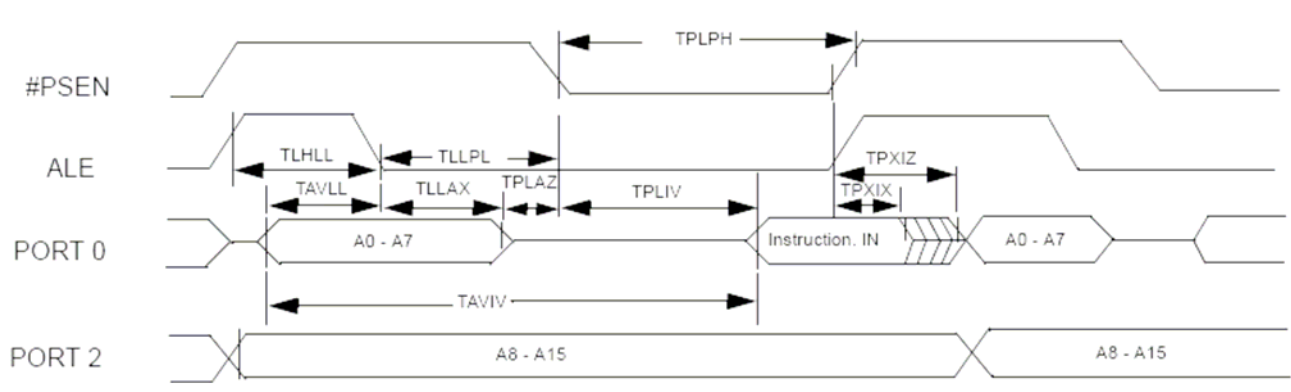 TPLPH
#PSEN
ALE
TLHLL
TLLPL
TPXIZ
TAVLL
TLLAX
TPLAZ
TPLIV
TPXIX
PORT 0
A0 - A7
Instruction. IN
A0 - A7
TAVIV
PORT 2
A8 - A15
A8 - A15